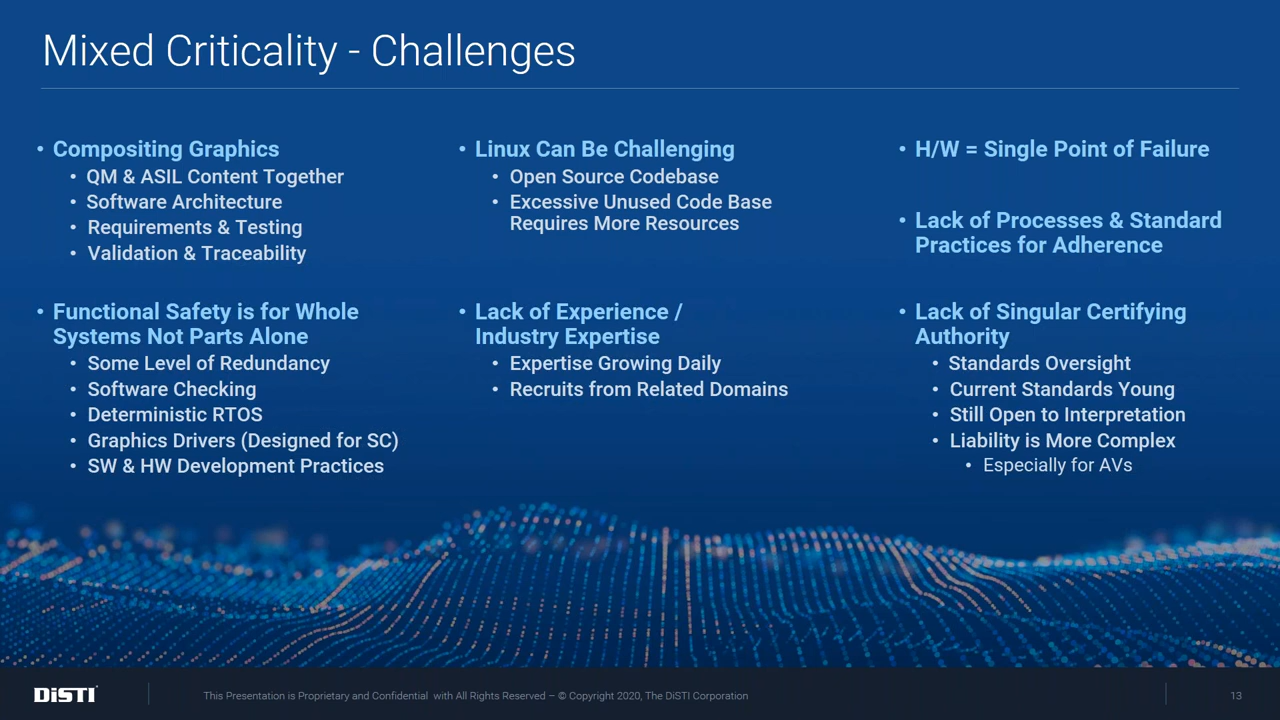 Mixed Criticality - Challenges
• Compositing Graphics
• QM & ASIL Content Together
• Software Architecture
• Requirements & Testing
• Validation & Traceability
• Functional Safety is for Whole
Systems Not Parts Alone
• Some Level of Redundancy
• Software Checking
• Deterministic RTOS
• Graphics Drivers (Designed for SC)
• SW & HW Development Practices
• Linux Can Be Challenging
• Open Source Codebase
• Excessive Unused Code Base
Requires More Resources
• Lack of Experience /
Industry Expertise
• Expertise Growing Daily
• Recruits from Related Domains
• H/W = Single Point of Failure
• Lack of Processes & Standard
Practices for Adherence
• Lack of Singular Certifying
Authority
• Standards Oversight
• Current Standards Young
• Still Open to Interpretation
• Liability is More Complex
• Especially for AVs
DiSTI
This Presentation is Proprietary and Confidential with All Rights Reserved – © Copyright 2020, The DiSTI Corporation
13